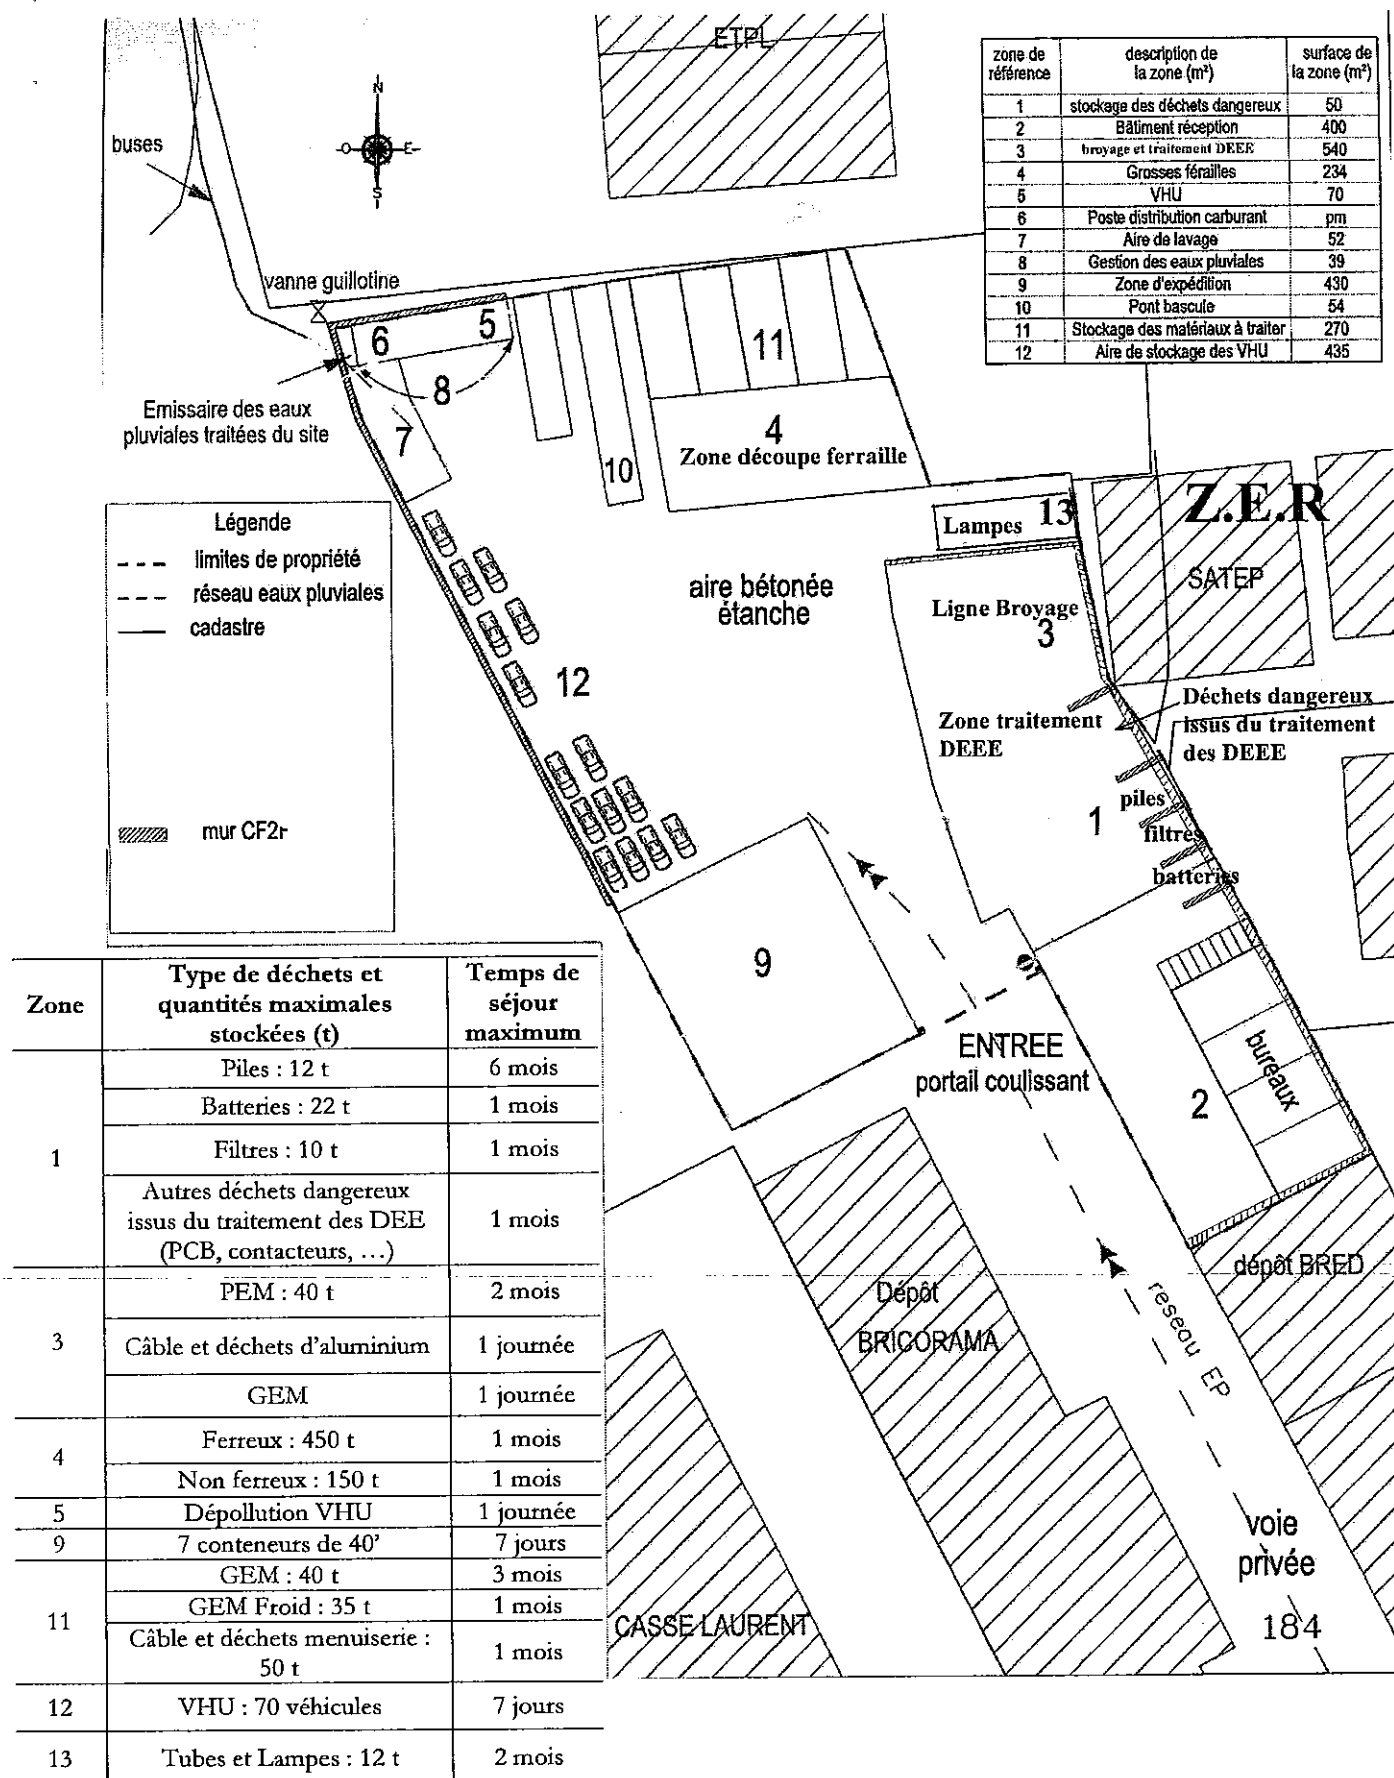 ETPL
zone de référence | description de la zone (m²) | surface de la zone (m²)
1 | stockage des déchets dangereux | 50
2 | Bâtiment réception | 400
3 | broyage et traitement DEEE | 540
4 | Grosses férailles | 234
5 | VHU | 70
6 | Poste distribution carburant | pm
7 | Aire de lavage | 52
8 | Gestion des eaux pluviales | 39
9 | Zone d'expédition | 430
10 | Pont bascule | 54
11 | Stockage des matériaux à traiter | 270
12 | Aire de stockage des VHU | 435
N
O
E
S
buses
vanne guillotine
6
5
8
7
11
10
4
Zone découpe ferraille
Emissaire des eaux
pluviales traitées du site
Légende
limites de propriété
réseau eaux pluviales
cadastre
mur CF2h
Lampes 13
Z.E.R
SATEP
aire bétonée
étanche
Ligne Broyage
3
12
Zone traitement
DEEE
Déchets dangereux
issus du traitement
des DEEE
1
piles
filtres
batteries
9
ENTREE
portail coulissant
2
bureaux
dépôt BRED
Dépôt
BRICORAMA
reseau EP
CASSE LAURENT
voie
privée
184
Zone | Type de déchets et quantités maximales stockées (t) | Temps de séjour maximum
1 | Piles : 12 t | 6 mois
Batteries : 22 t | 1 mois
Filtres : 10 t | 1 mois
Autres déchets dangereux issus du traitement des DEE (PCB, contacteurs, …) | 1 mois
3 | PEM : 40 t | 2 mois
Câble et déchets d'aluminium | 1 journée
GEM | 1 journée
4 | Ferreux : 450 t | 1 mois
Non ferreux : 150 t | 1 mois
5 | Dépollution VHU | 1 journée
9 | 7 conteneurs de 40' | 7 jours
11 | GEM : 40 t | 3 mois
GEM Froid : 35 t | 1 mois
Câble et déchets menuiserie : 50 t | 1 mois
12 | VHU : 70 véhicules | 7 jours
13 | Tubes et Lampes : 12 t | 2 mois